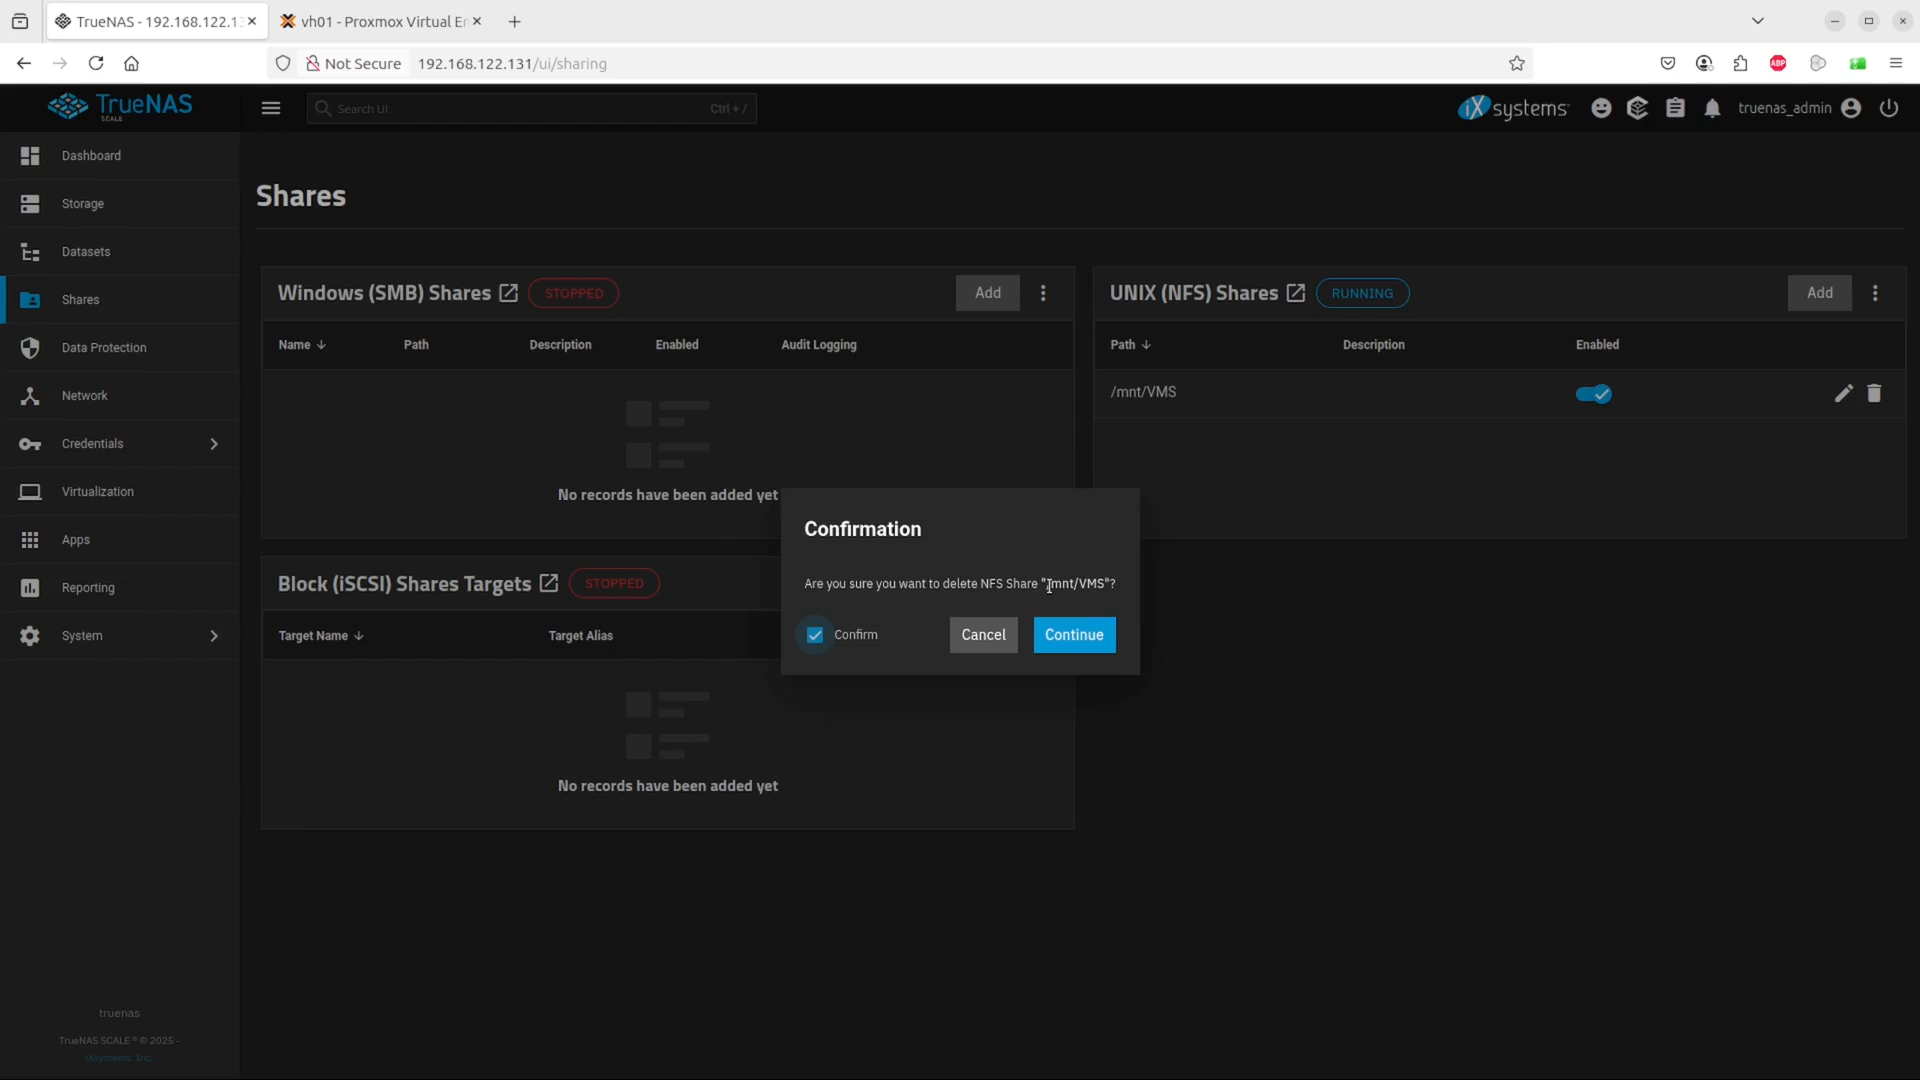 TrueNAS - 192.168.122.13
vh01 - Proxmox Virtual En
Not Secure
192.168.122.131/ui/sharing
ABP
TrueNAS
SCALE
Search UI
Ctrl + /
iXsystems
truenas_admin
Dashboard
Storage
Datasets
Shares
Data Protection
Network
Credentials
Virtualization
Apps
Reporting
System
truenas
TrueNAS SCALE ® © 2025 -
iXsystems, Inc.
Shares
Windows (SMB) Shares
STOPPED
Add
Name
Path
Description
Enabled
Audit Logging
No records have been added yet
UNIX (NFS) Shares
RUNNING
Add
Path
Description
Enabled
/mnt/VMS
Block (iSCSI) Shares Targets
STOPPED
Target Name
Target Alias
No records have been added yet
Confirmation
Are you sure you want to delete NFS Share "/mnt/VMS"?
Confirm
Cancel
Continue